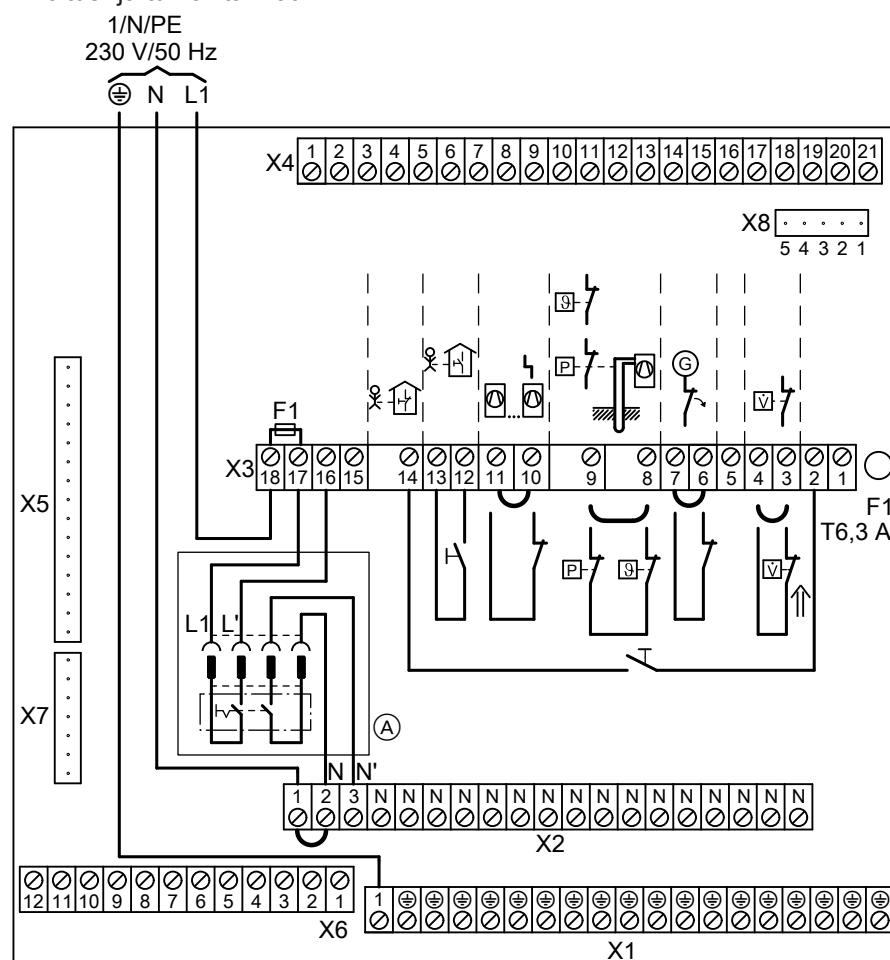 1/N/PE
230 V/50 Hz
N L1
X4 1 2 3 4 5 6 7 8 9 10 11 12 13 14 15 16 17 18 19 20 21
X8
5 4 3 2 1
ϑ
P
G
V̇
F1
X3 18 17 16 15 14 13 12 11 10 9 8 7 6 5 4 3 2 1
X5
F1
T6,3 A
P ϑ V̇
L1 L'
X7
A
N N'
1 2 3 N N N N N N N N N N N N N N N N
X2
12 11 10 9 8 7 6 5 4 3 2 1
X6
1
X1